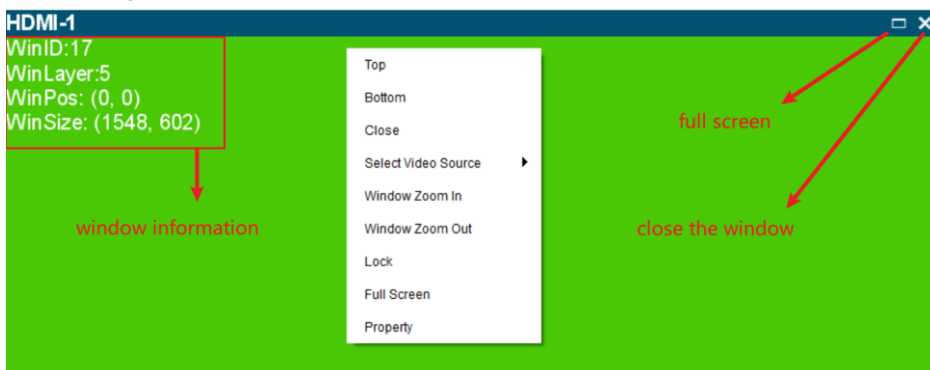 HDMI-1
WinID:17
WinLayer:5
WinPos: (0, 0)
WinSize: (1548, 602)
window information
Top
Bottom
Close
Select Video Source
Window Zoom In
Window Zoom Out
Lock
Full Screen
Property
full screen
close the window